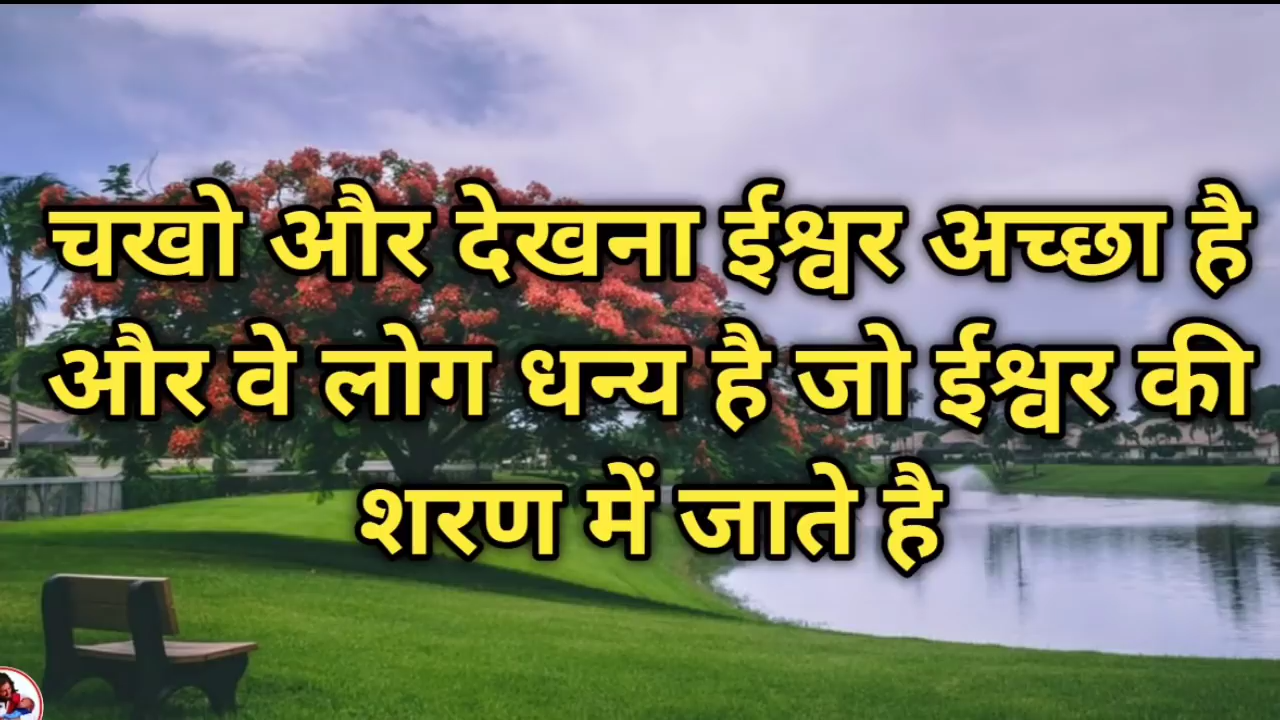 चखो और देखना ईश्वर अच्छा है
और वे लोग धन्य है जो ईश्वर की
शरण में जाते है